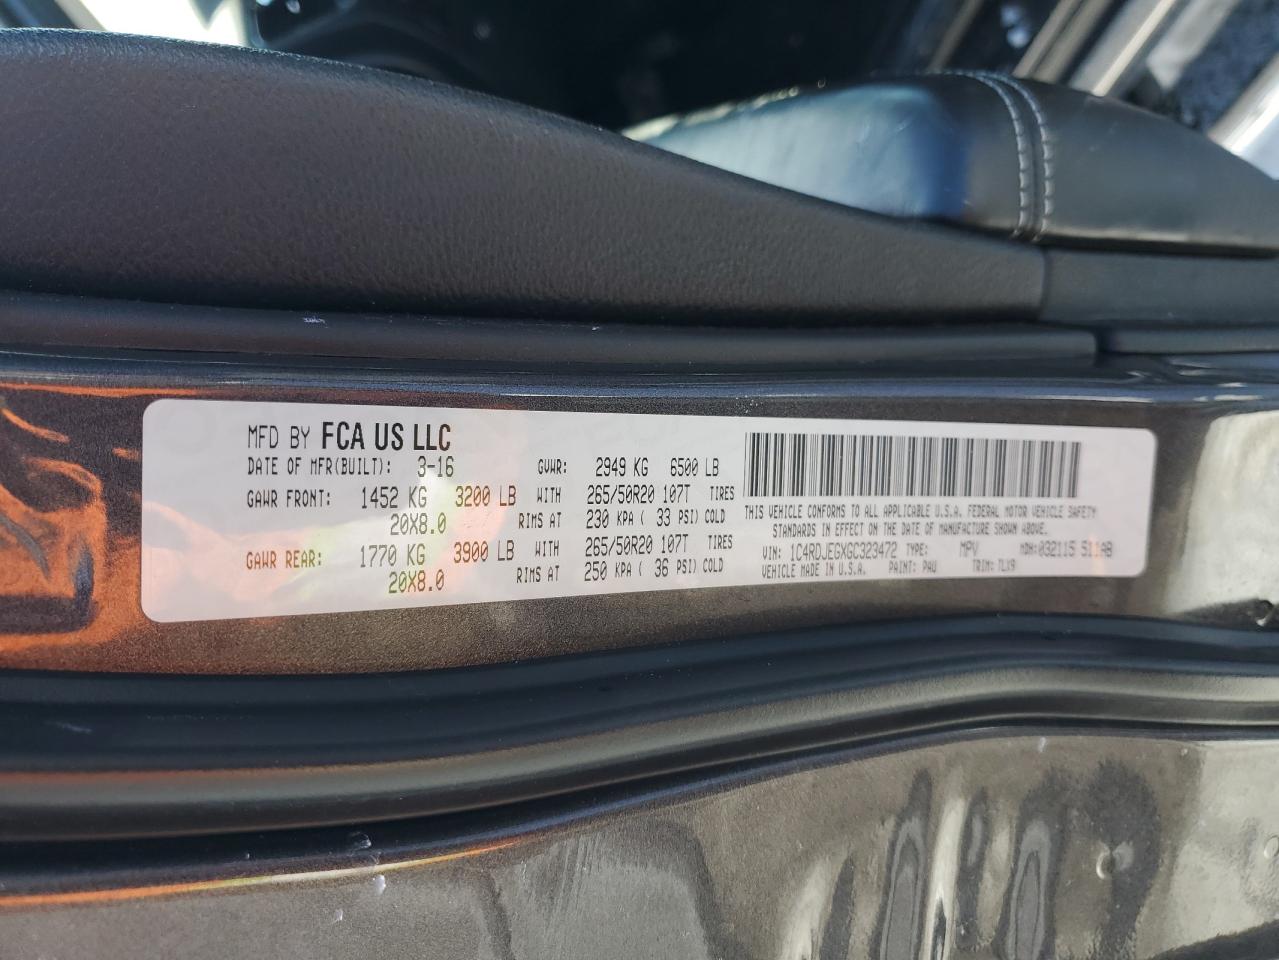 MFD BY FCA US LLC
DATE OF MFR(BUILT): 3-16 GVWR: 2949 KG 6500 LB
GAWR FRONT: 1452 KG 3200 LB WITH 265/50R20 107T TIRES
20X8.0 RIMS AT 230 KPA ( 33 PSI) COLD
GAWR REAR: 1770 KG 3900 LB WITH 265/50R20 107T TIRES
20X8.0 RIMS AT 250 KPA ( 36 PSI) COLD
THIS VEHICLE CONFORMS TO ALL APPLICABLE U.S.A. FEDERAL MOTOR VEHICLE SAFETY
STANDARDS IN EFFECT ON THE DATE OF MANUFACTURE SHOWN ABOVE.
VIN: 1C4RDJEGXGC323472 TYPE: MPV MDH: 032115 511AB
VEHICLE MADE IN U.S.A. PAINT: PAU TRIM: TLX9